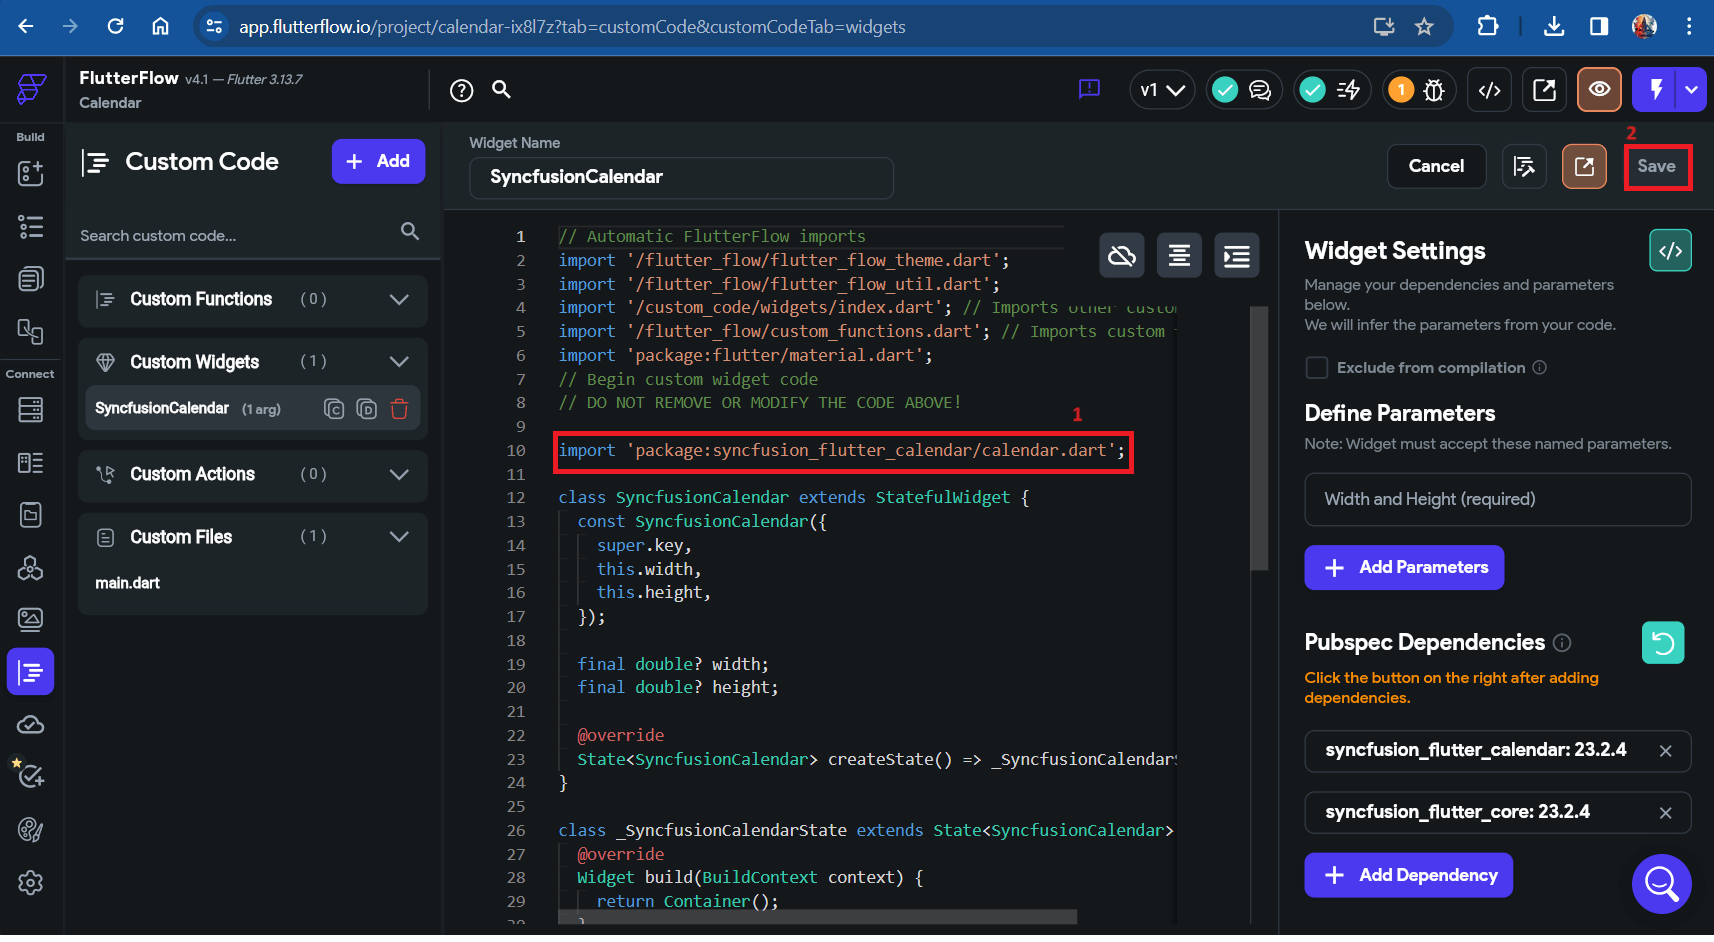 app.flutterflow.io/project/calendar-ix8l7z?tab=customCode&customCodeTab=widgets
FlutterFlow v4.1 — Flutter 3.13.7
Calendar
v1
1
Build
Connect
Custom Code
+ Add
Search custom code...
Custom Functions (0)
Custom Widgets (1)
SyncfusionCalendar (1 arg)
C
D
Custom Actions (0)
Custom Files (1)
main.dart
Widget Name
SyncfusionCalendar
Cancel
2
Save
1 // Automatic FlutterFlow imports
2 import '/flutter_flow/flutter_flow_theme.dart';
3 import '/flutter_flow/flutter_flow_util.dart';
4 import '/custom_code/widgets/index.dart'; // Imports other custom
5 import '/flutter_flow/custom_functions.dart'; // Imports custom
6 import 'package:flutter/material.dart';
7 // Begin custom widget code
8 // DO NOT REMOVE OR MODIFY THE CODE ABOVE!
9
1
10 import 'package:syncfusion_flutter_calendar/calendar.dart';
11
12 class SyncfusionCalendar extends StatefulWidget {
13 const SyncfusionCalendar({
14 super.key,
15 this.width,
16 this.height,
17 });
18
19 final double? width;
20 final double? height;
21
22 @override
23 State<SyncfusionCalendar> createState() => _SyncfusionCalendarS
24 }
25
26 class _SyncfusionCalendarState extends State<SyncfusionCalendar>
27 @override
28 Widget build(BuildContext context) {
29 return Container();
30 }
Widget Settings
</>
Manage your dependencies and parameters
below.
We will infer the parameters from your code.
Exclude from compilation
Define Parameters
Note: Widget must accept these named parameters.
Width and Height (required)
+ Add Parameters
Pubspec Dependencies
Click the button on the right after adding
dependencies.
syncfusion_flutter_calendar: 23.2.4
syncfusion_flutter_core: 23.2.4
+ Add Dependency